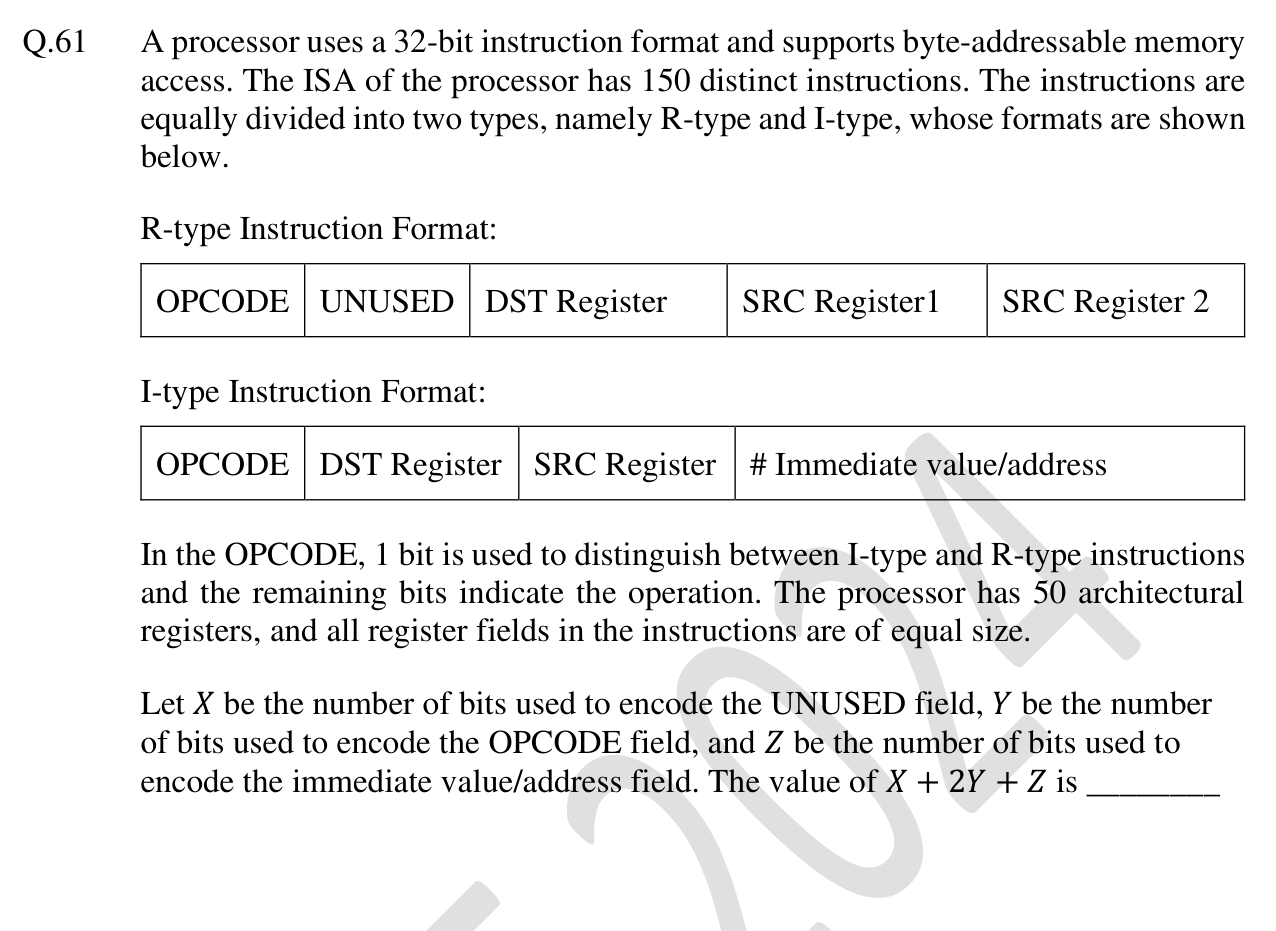 Q.61 A processor uses a 32-bit instruction format and supports byte-addressable memory
access. The ISA of the processor has 150 distinct instructions. The instructions are
equally divided into two types, namely R-type and I-type, whose formats are shown
below.
R-type Instruction Format:
OPCODE UNUSED DST Register SRC Register1 SRC Register 2
I-type Instruction Format:
OPCODE DST Register SRC Register # Immediate value/address
In the OPCODE, 1 bit is used to distinguish between I-type and R-type instructions
and the remaining bits indicate the operation. The processor has 50 architectural
registers, and all register fields in the instructions are of equal size.
Let X be the number of bits used to encode the UNUSED field, Y be the number
of bits used to encode the OPCODE field, and Z be the number of bits used to
encode the immediate value/address field. The value of X + 2Y + Z is ________
2024